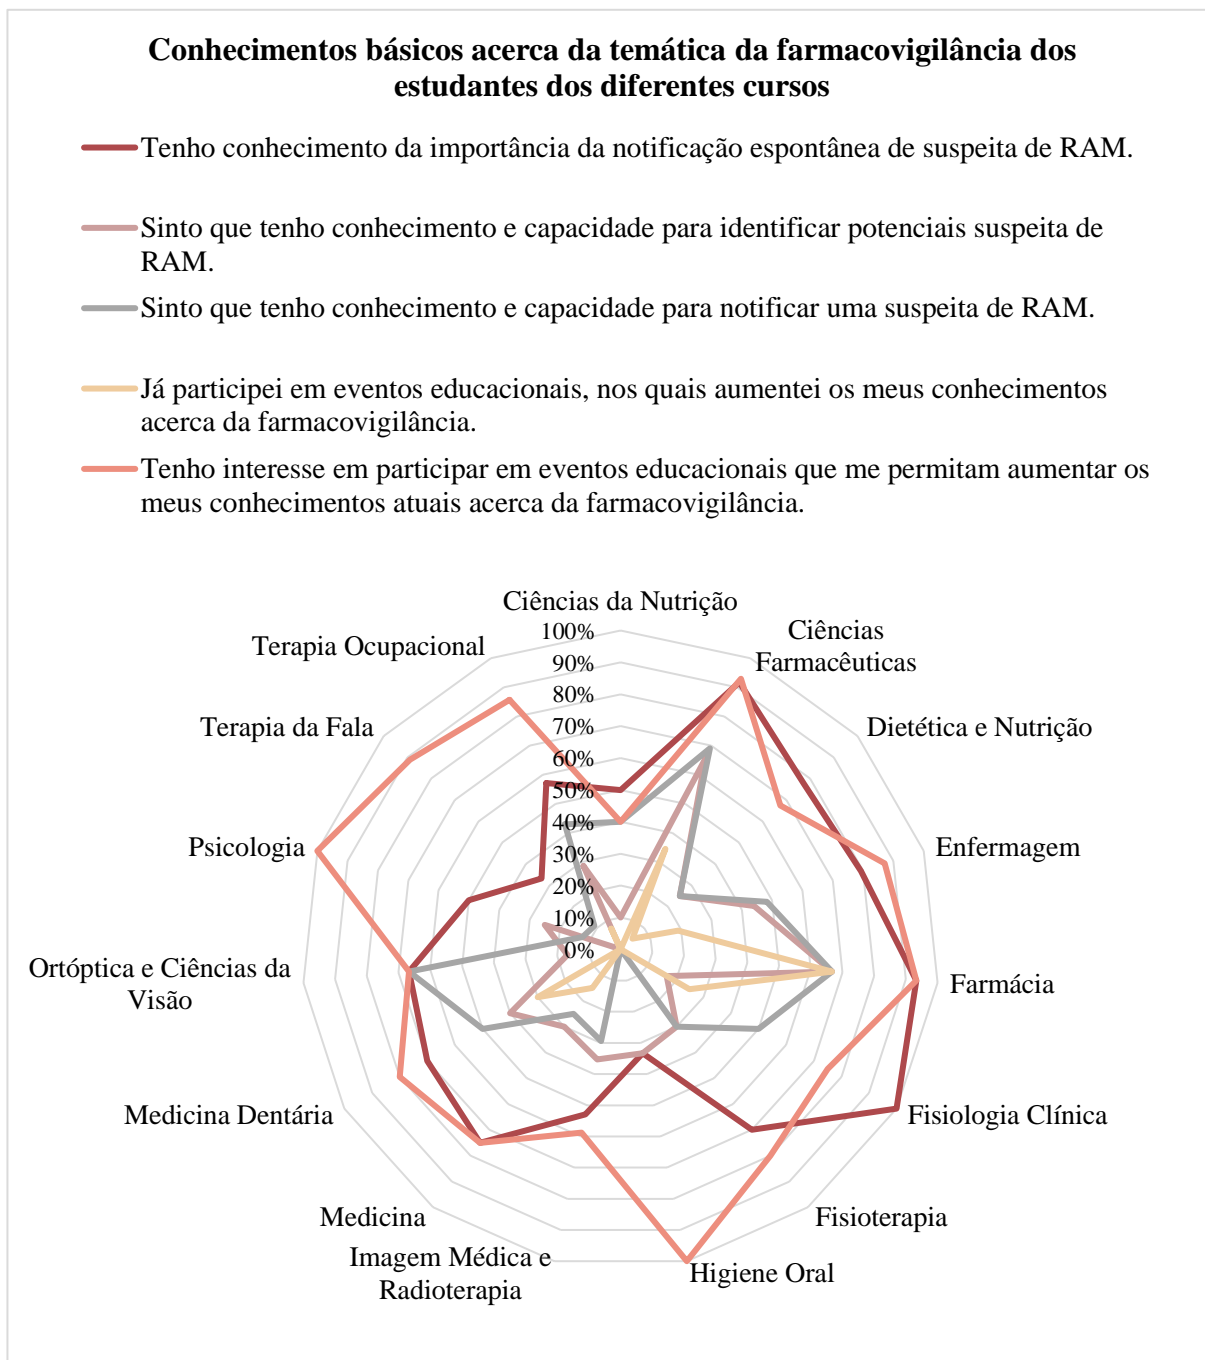 Conhecimentos básicos acerca da temática da farmacovigilância dos
estudantes dos diferentes cursos
Tenho conhecimento da importância da notificação espontânea de suspeita de RAM.
Sinto que tenho conhecimento e capacidade para identificar potenciais suspeita de
RAM.
Sinto que tenho conhecimento e capacidade para notificar uma suspeita de RAM.
Já participei em eventos educacionais, nos quais aumentei os meus conhecimentos
acerca da farmacovigilância.
Tenho interesse em participar em eventos educacionais que me permitam aumentar os
meus conhecimentos atuais acerca da farmacovigilância.
Ciências da Nutrição
Ciências
Farmacêuticas
Dietética e Nutrição
Enfermagem
Farmácia
Fisiologia Clínica
Fisioterapia
Higiene Oral
Imagem Médica e
Radioterapia
Medicina
Medicina Dentária
Ortóptica e Ciências da
Visão
Psicologia
Terapia da Fala
Terapia Ocupacional
100%
90%
80%
70%
60%
50%
40%
30%
20%
10%
0%